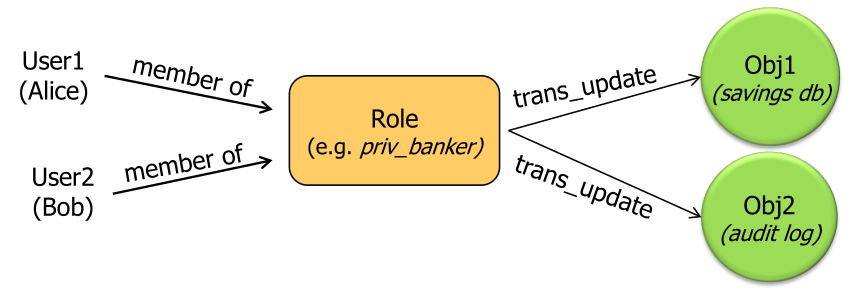 User1
(Alice)
member of
User2
(Bob)
member of
Role
(e.g. priv_banker)
trans_update
trans_update
Obj1
(savings db)
Obj2
(audit log)